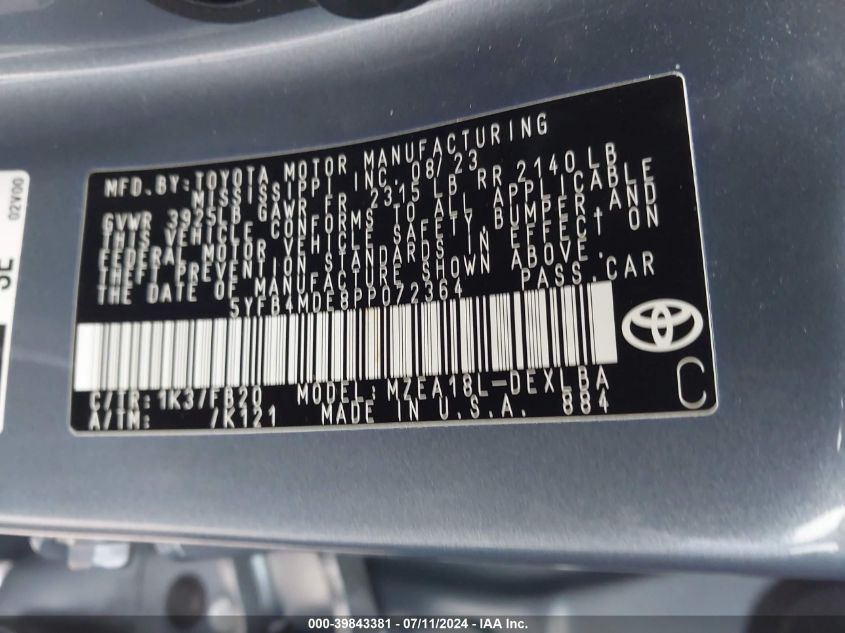 MFD. BY: TOYOTA MOTOR MANUFACTURING
MISSISSIPPI INC. 08/23
GVWR 3925LB GAWR FR 2315 LB RR 2140 LB
THIS VEHICLE CONFORMS TO ALL APPLICABLE
FEDERAL MOTOR VEHICLE SAFETY, BUMPER, AND
THEFT PREVENTION STANDARDS IN EFFECT ON
THE DATE OF MANUFACTURE SHOWN ABOVE.
5YFB4MDE8PP072364 PASS. CAR
C/TR: 1K37/FB20 MODEL: MZEA18L-DEXLBA
A/TM: /K121 MADE IN U.S.A. 884
C
02V00
000-39843381 - 07/11/2024 - IAA Inc.